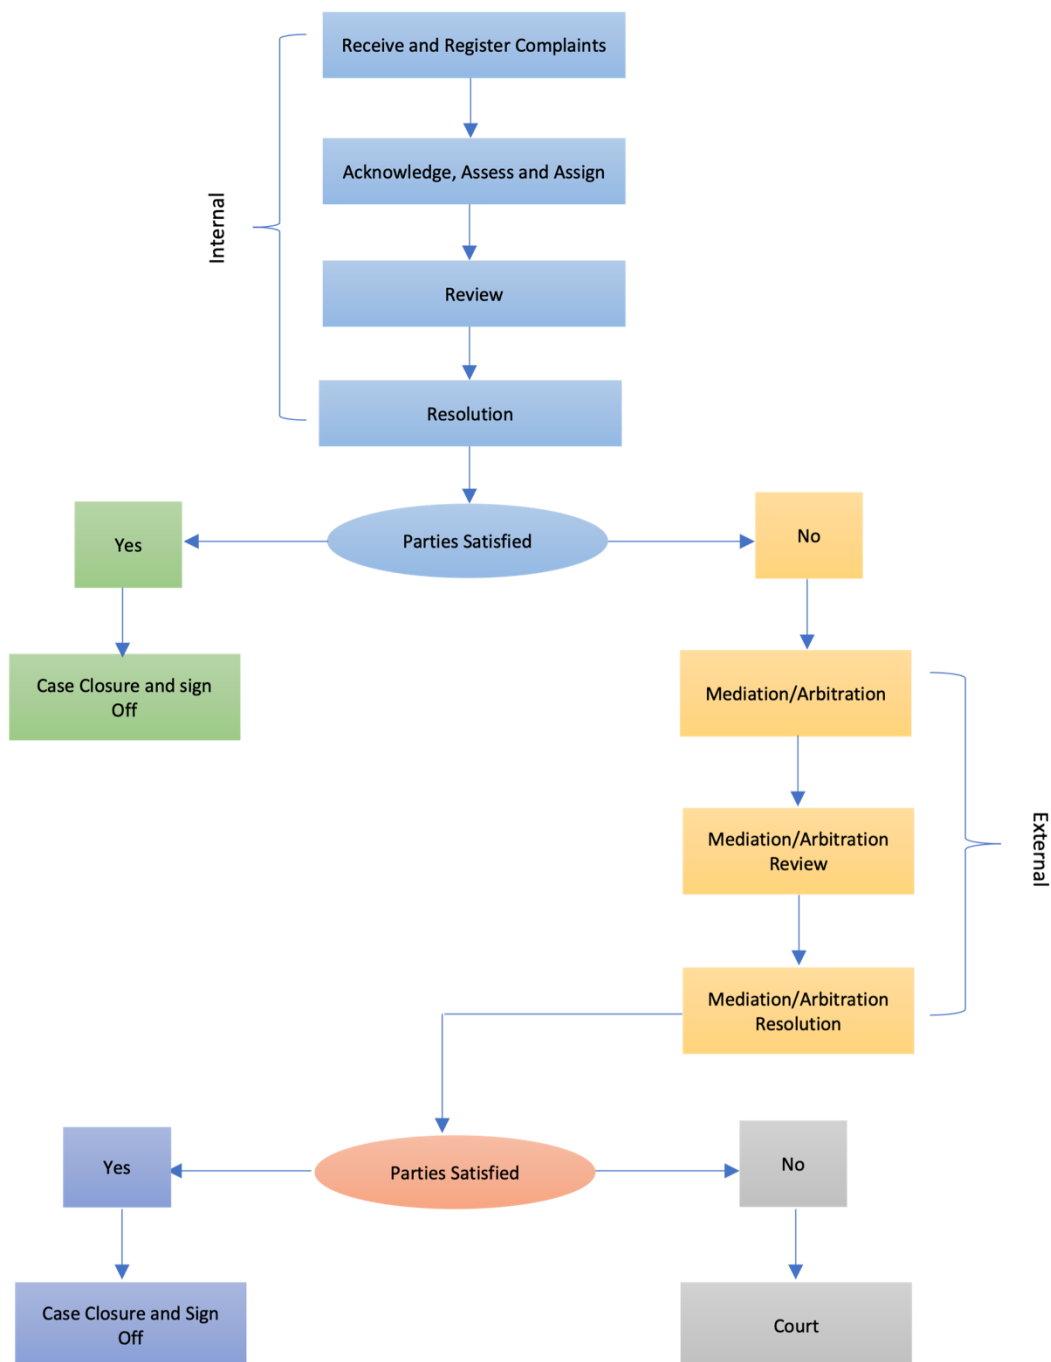 Receive and Register Complaints
Acknowledge, Assess and Assign
Internal
Review
Resolution
Parties Satisfied
Yes
No
Case Closure and sign
Off
Mediation/Arbitration
Mediation/Arbitration
Review
External
Mediation/Arbitration
Resolution
Parties Satisfied
Yes
No
Case Closure and Sign
Off
Court